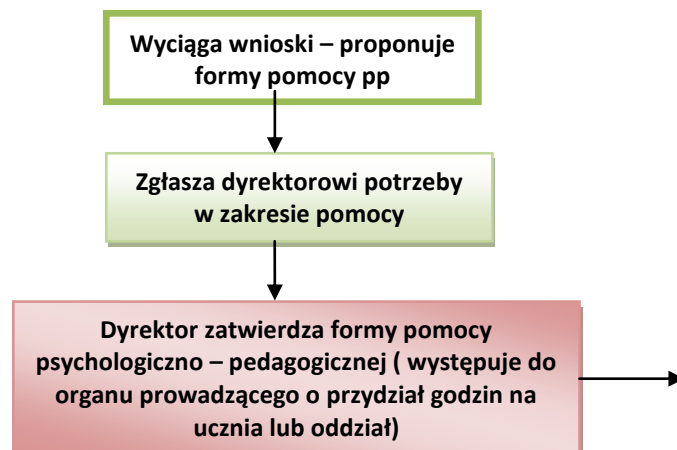 Wyciąga wnioski – proponuje
formy pomocy pp
Zgłasza dyrektorowi potrzeby
w zakresie pomocy
Dyrektor zatwierdza formy pomocy
psychologiczno – pedagogicznej ( występuje do
organu prowadzącego o przydział godzin na
ucznia lub oddział)